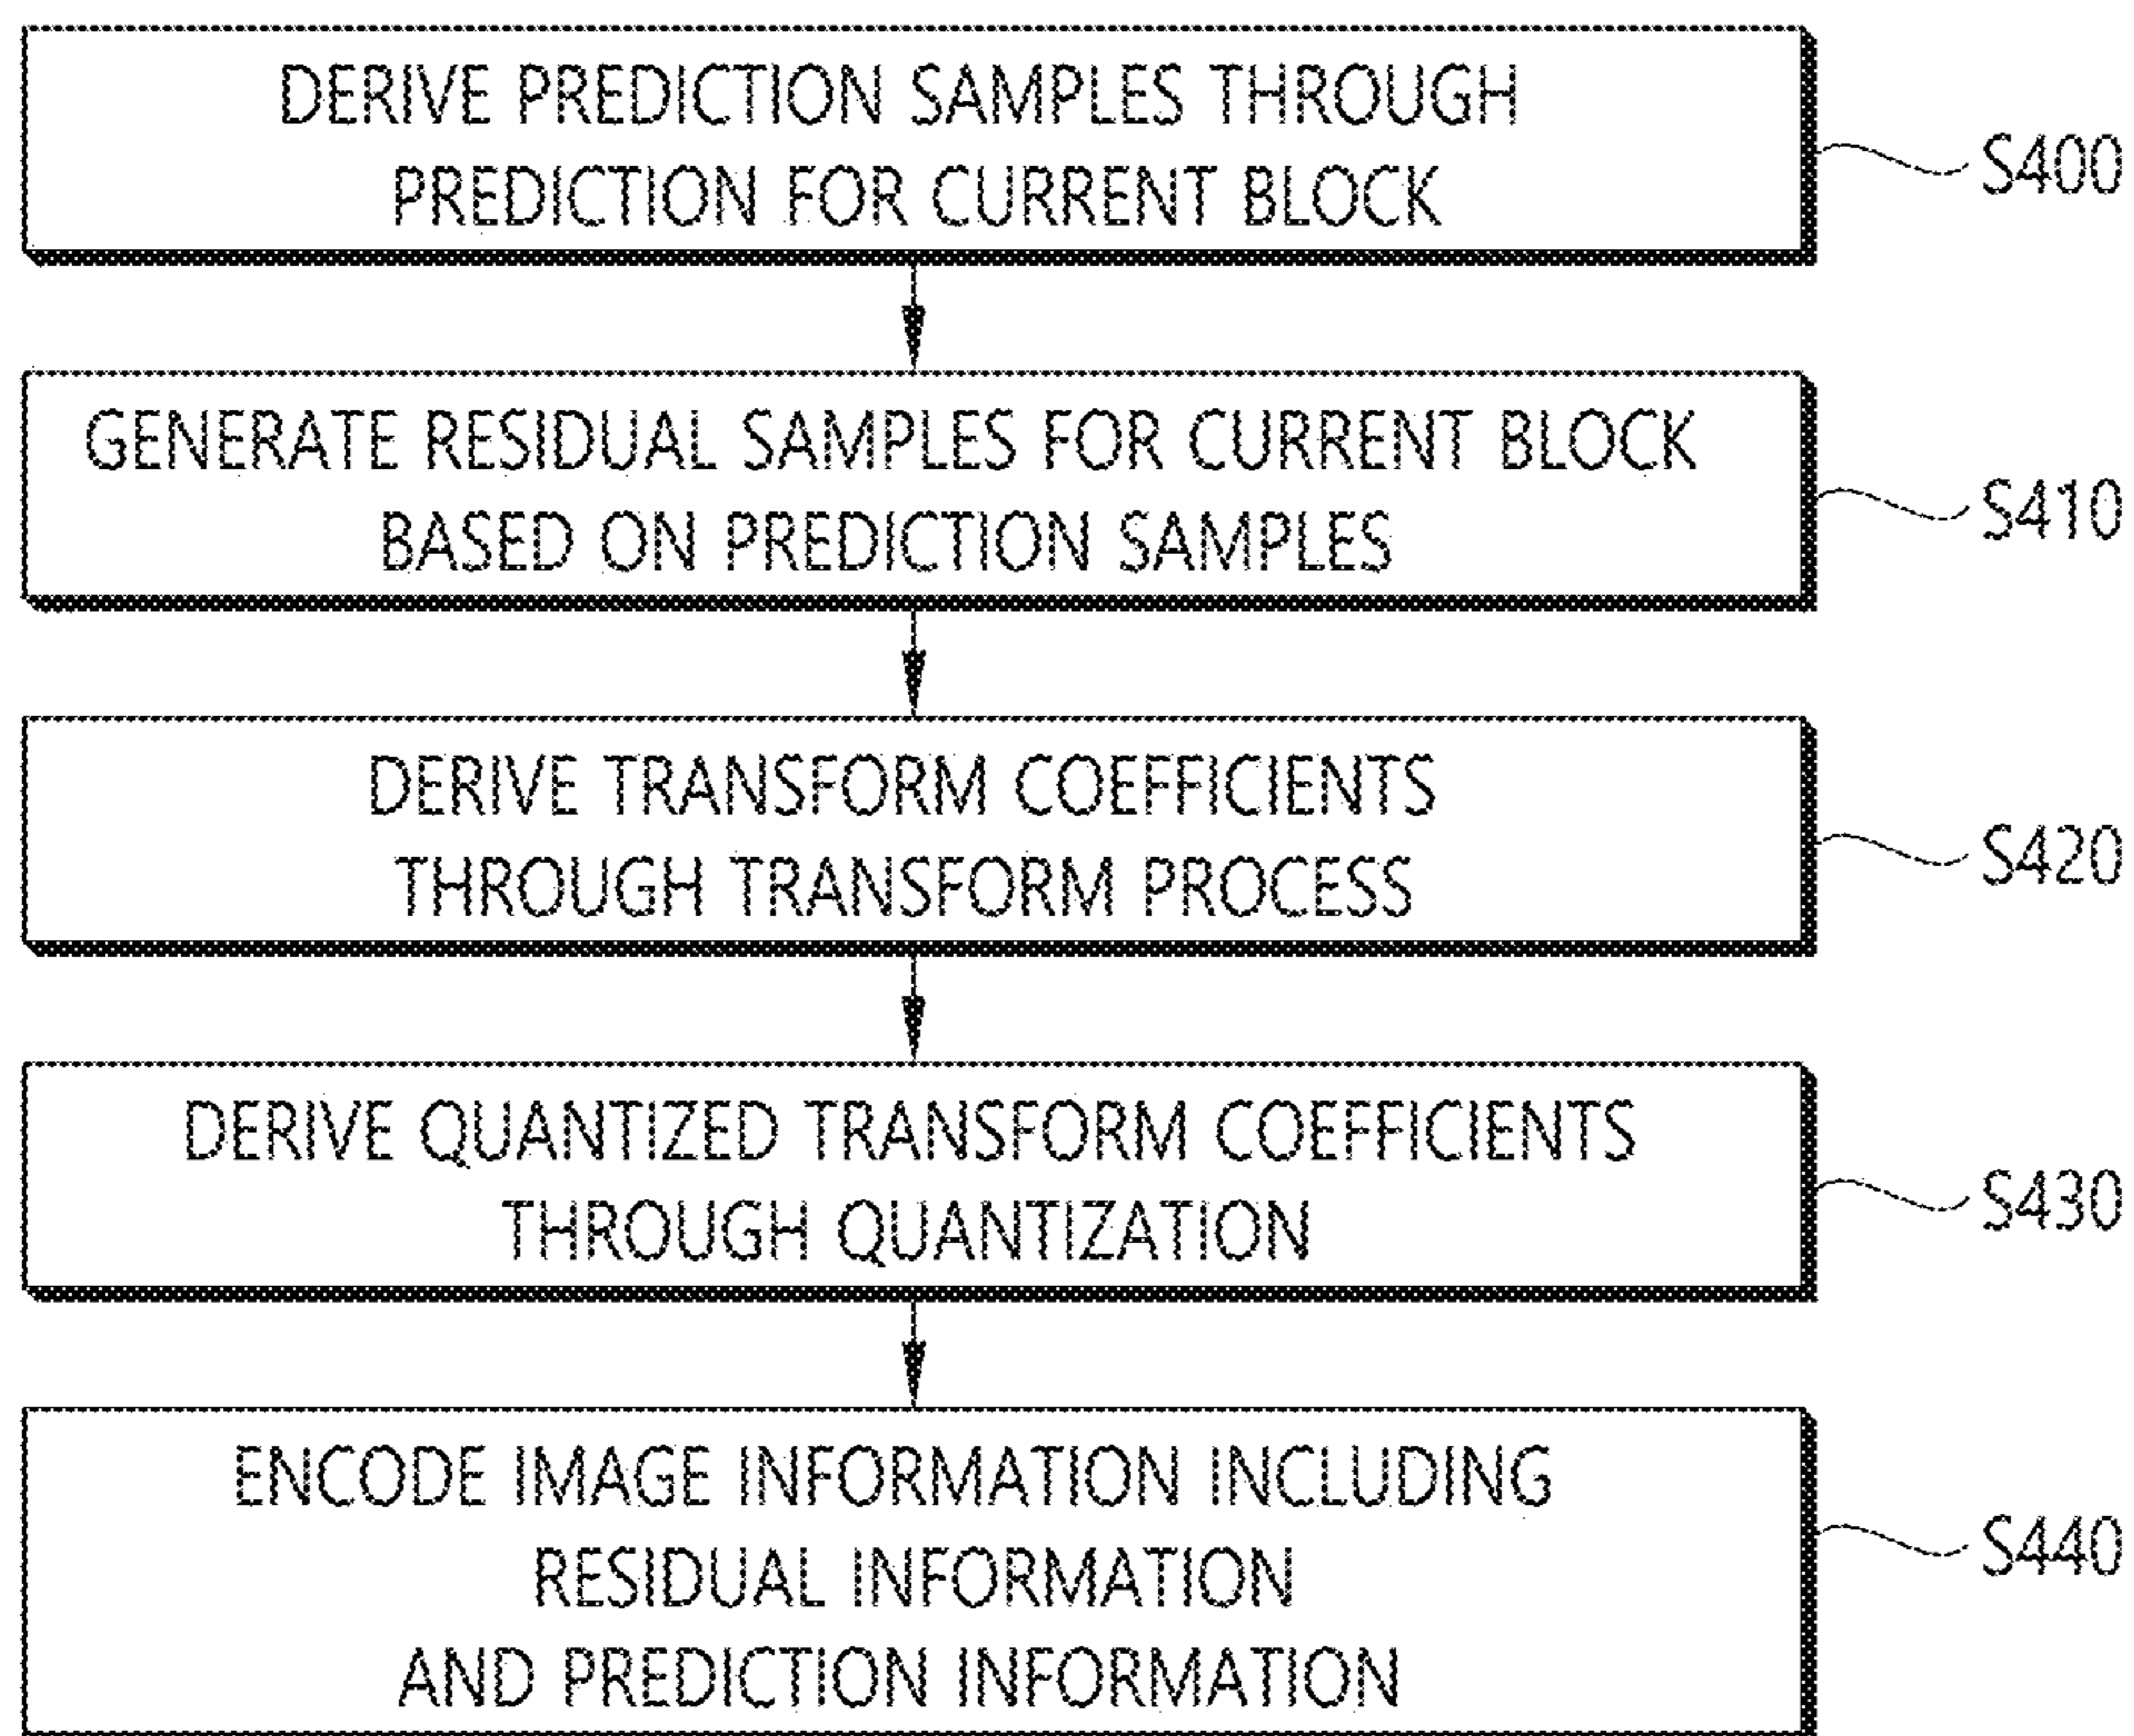 DERIVE PREDICTION SAMPLES THROUGH
PREDICTION FOR CURRENT BLOCK
S400
GENERATE RESIDUAL SAMPLES FOR CURRENT BLOCK
BASED ON PREDICTION SAMPLES
S410
DERIVE TRANSFORM COEFFICIENTS
THROUGH TRANSFORM PROCESS
S420
DERIVE QUANTIZED TRANSFORM COEFFICIENTS
THROUGH QUANTIZATION
S430
ENCODE IMAGE INFORMATION INCLUDING
RESIDUAL INFORMATION
AND PREDICTION INFORMATION
S440